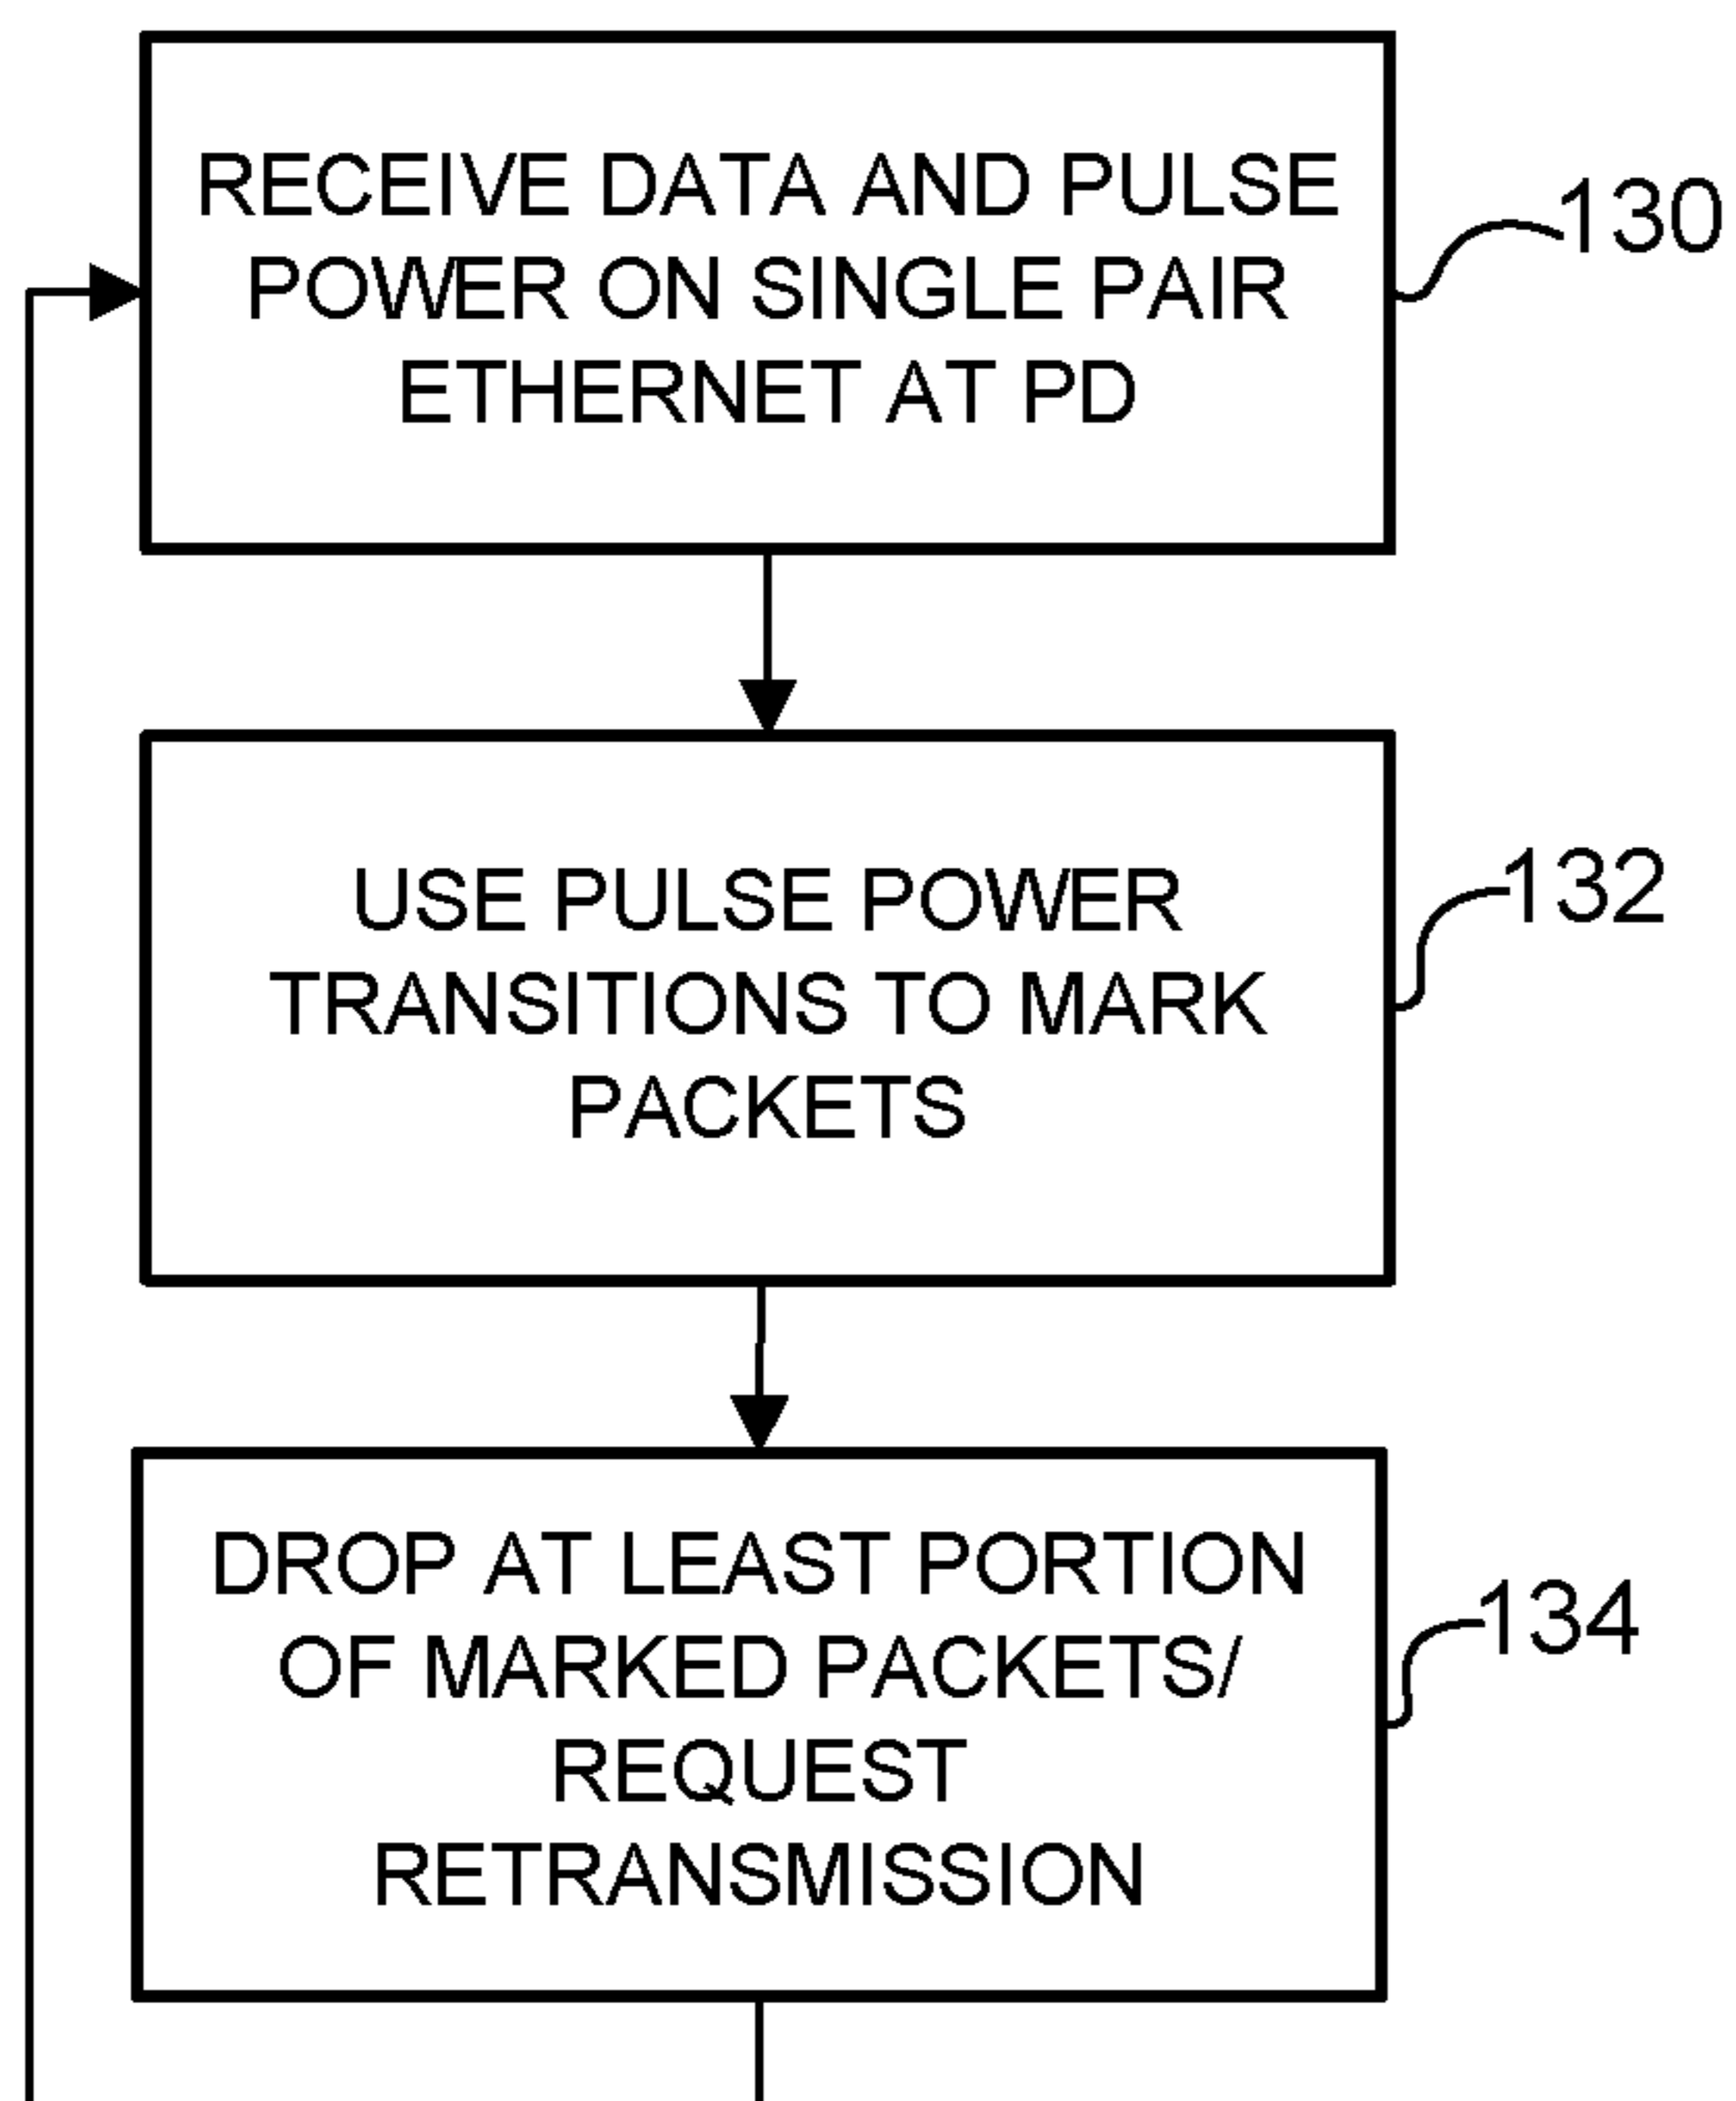 RECEIVE DATA AND PULSE
POWER ON SINGLE PAIR
ETHERNET AT PD
130
USE PULSE POWER
TRANSITIONS TO MARK
PACKETS
132
DROP AT LEAST PORTION
OF MARKED PACKETS/
REQUEST
RETRANSMISSION
134